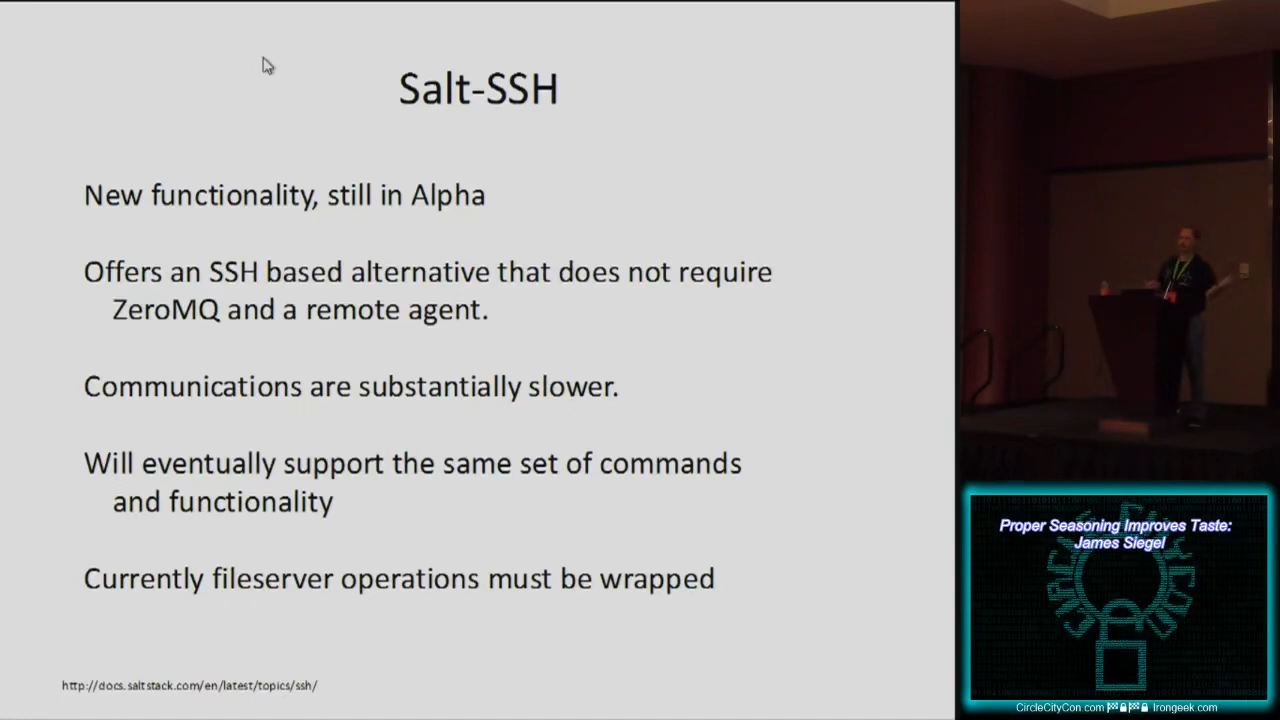 Salt-SSH
New functionality, still in Alpha
Offers an SSH based alternative that does not require
ZeroMQ and a remote agent.
Communications are substantially slower.
Will eventually support the same set of commands
and functionality
Currently fileserver operations must be wrapped
http://docs.saltstack.com/en/latest/topics/ssh/
Proper Seasoning Improves Taste:
James Siegel
CircleCityCon.com
Irongeek.com